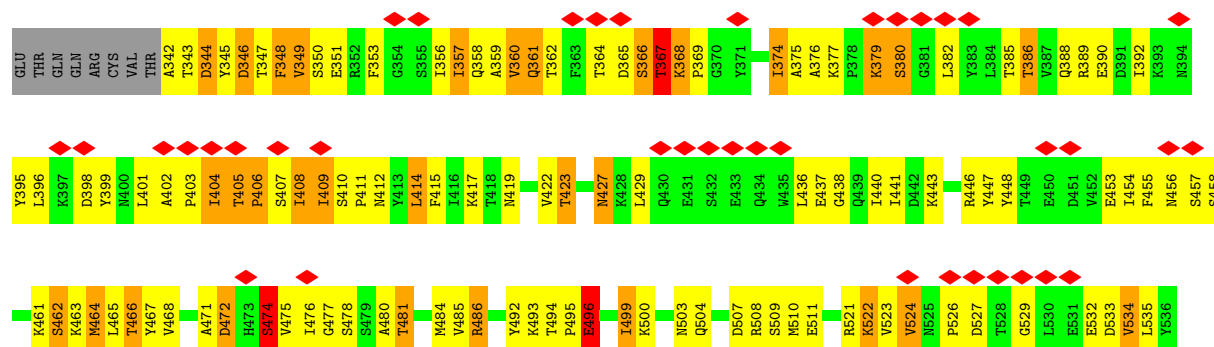 GLU THR GLN GLN ARG CYS VAL THR A342 T343 D344 Y345 D346 T347 F348 V349 S350 E351 R352 F353 G354 S355 I356 I357 Q358 A359 V360 Q361 T362 F363 T364 D365 S366 T367 K368 P369 G370 Y371 I374 A375 A376 K377 P378 K379 S380 G381 L382 Y383 L384 T385 T386 V387 Q388 R389 E390 D391 I392 K393 N394
Y395 L396 K397 D398 Y399 N400 L401 A402 P403 I404 T405 P406 S407 I408 I409 S410 P411 N412 Y413 L414 F415 I416 K417 T418 N419 V422 T423 N427 K428 L429 Q430 E431 S432 E433 Q434 W435 L436 E437 G438 Q439 I440 I441 D442 K443 R446 Y447 Y448 T449 E450 D451 V452 E453 I454 F455 N456 S457 S458
K461 S462 K463 M464 L465 T466 Y467 V468 A471 D472 H473 S474 V475 I476 G477 S478 S479 A480 T481 M484 V485 R486 Y492 K493 T494 P495 E496 I499 K500 N503 Q504 D507 R508 S509 M510 E511 R521 K522 V523 V524 N525 P526 D527 T528 G529 L530 E531 E532 D533 V534 L535 Y536